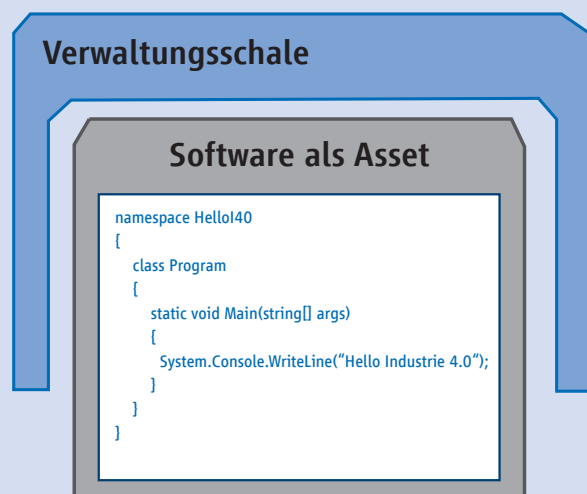 Verwaltungsschale
Software als Asset
namespace HelloI40
{
class Program
{
static void Main(string[] args)
{
System.Console.WriteLine(“Hello Industrie 4.0”);
}
}
}